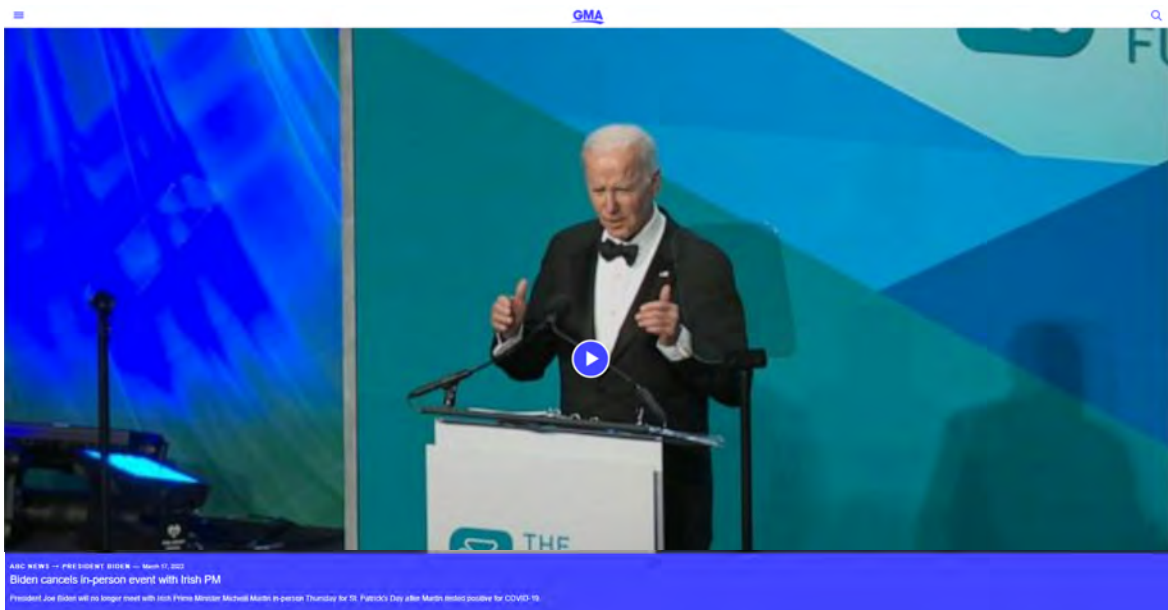 GMA
FU
THE
ABC NEWS — PRESIDENT BIDEN — March 17, 2022
Biden cancels in-person event with Irish PM
President Joe Biden will no longer meet with Irish Prime Minister Micheál Martin in-person Thursday for St. Patrick's Day after Martin tested positive for COVID-19.